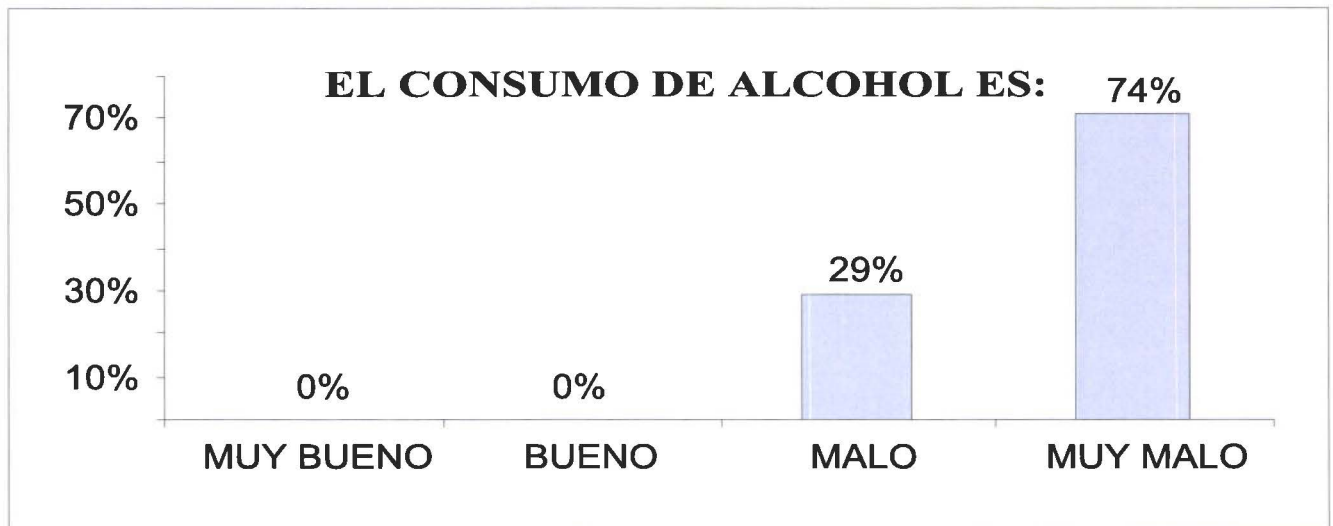 EL CONSUMO DE ALCOHOL ES:
74%
70%
50%
29%
30%
10%
0%
0%
MUY BUENO
BUENO
MALO
MUY MALO